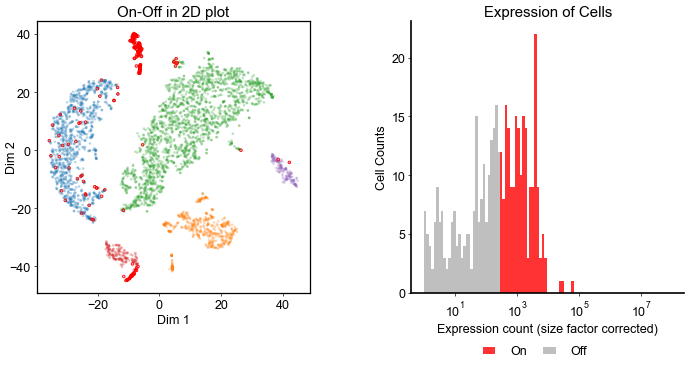 On-Off in 2D plot
Dim 2
40
20
0
−20
−40
−20
0
20
40
Dim 1
Expression of Cells
Cell Counts
20
15
10
5
0
10^1
10^3
10^5
10^7
Expression count (size factor corrected)
On
Off